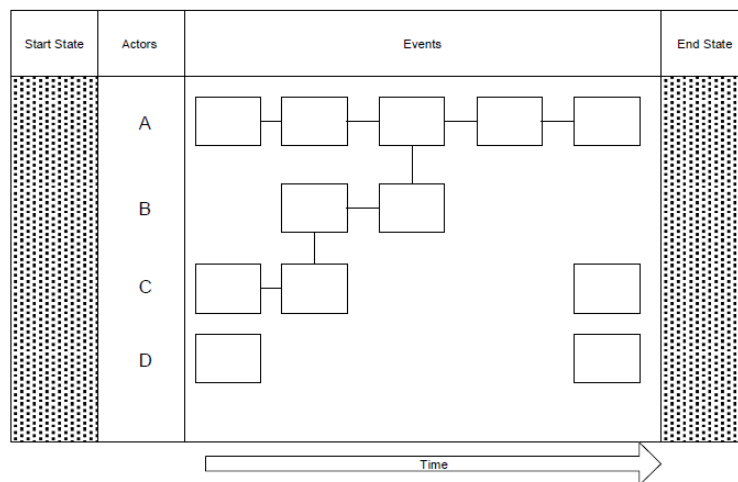 Start State
Actors
Events
End State
A
B
C
D
Time